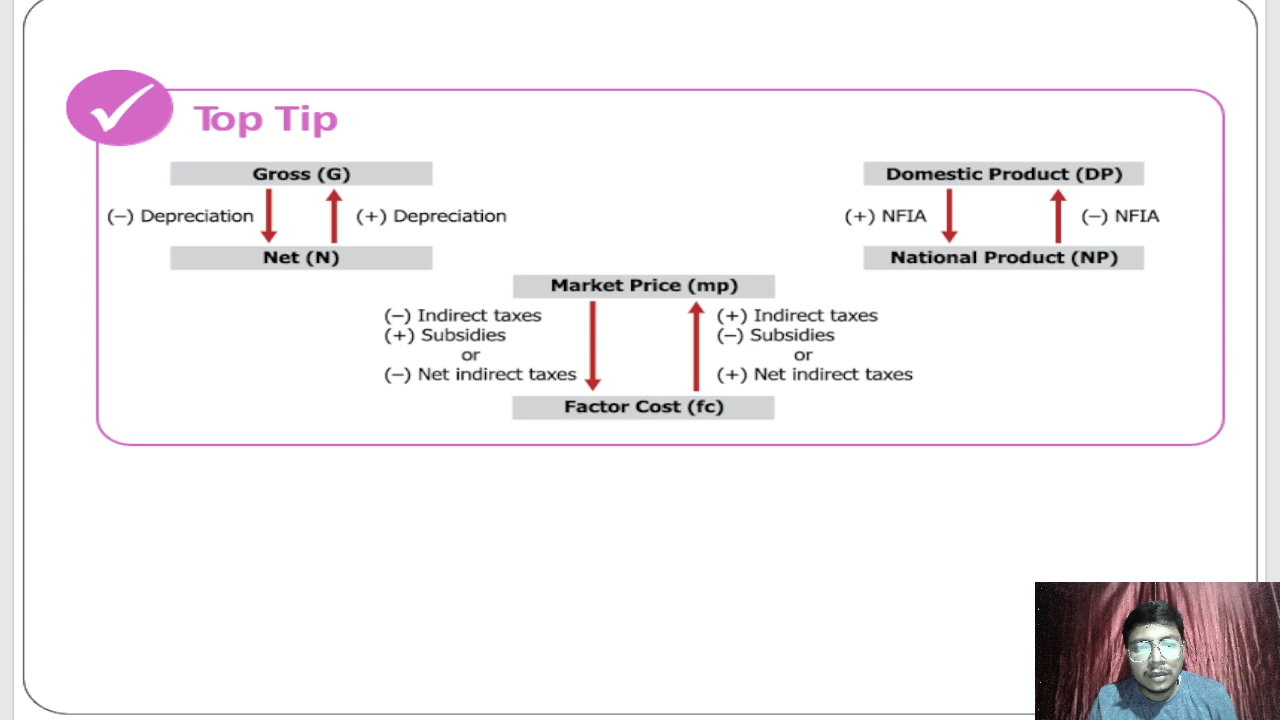 Top Tip
Gross (G)
(−) Depreciation
(+) Depreciation
Net (N)
Domestic Product (DP)
(+) NFIA
(−) NFIA
National Product (NP)
Market Price (mp)
(−) Indirect taxes
(+) Subsidies
or
(−) Net indirect taxes
(+) Indirect taxes
(−) Subsidies
or
(+) Net indirect taxes
Factor Cost (fc)